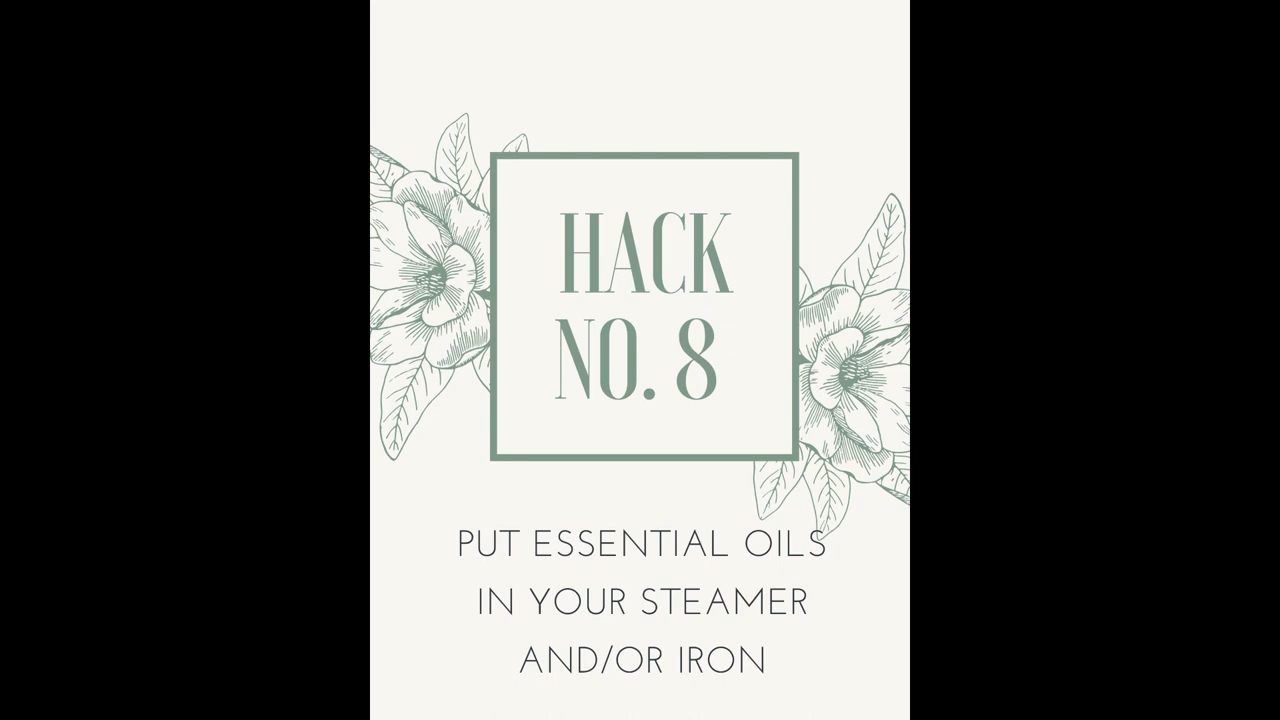 HACK
NO. 8
PUT ESSENTIAL OILS
IN YOUR STEAMER
AND/OR IRON